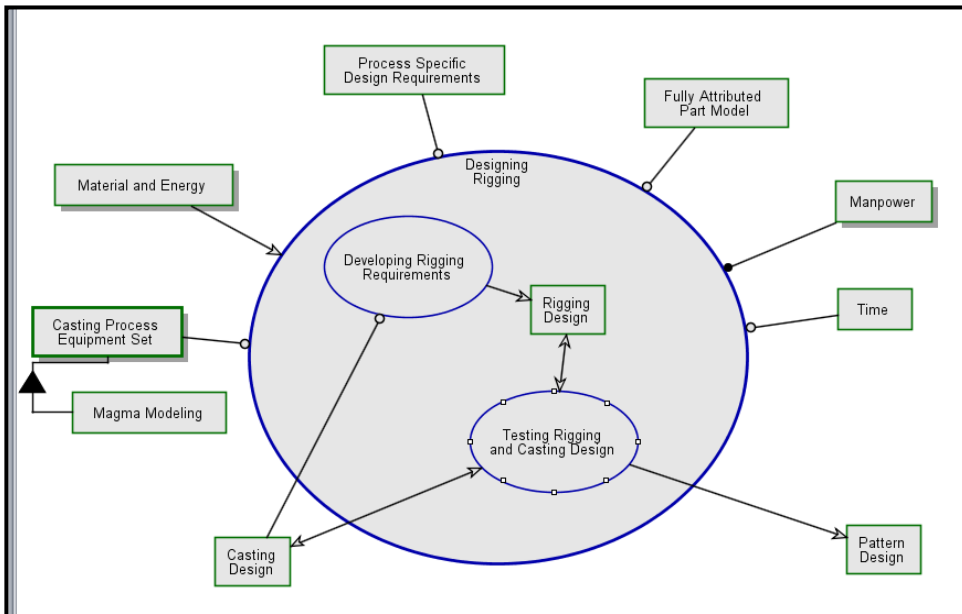 Process Specific
Design Requirements
Fully Attributed
Part Model
Designing
Rigging
Material and Energy
Manpower
Developing Rigging
Requirements
Rigging
Design
Time
Casting Process
Equipment Set
Magma Modeling
Testing Rigging
and Casting Design
Casting
Design
Pattern
Design